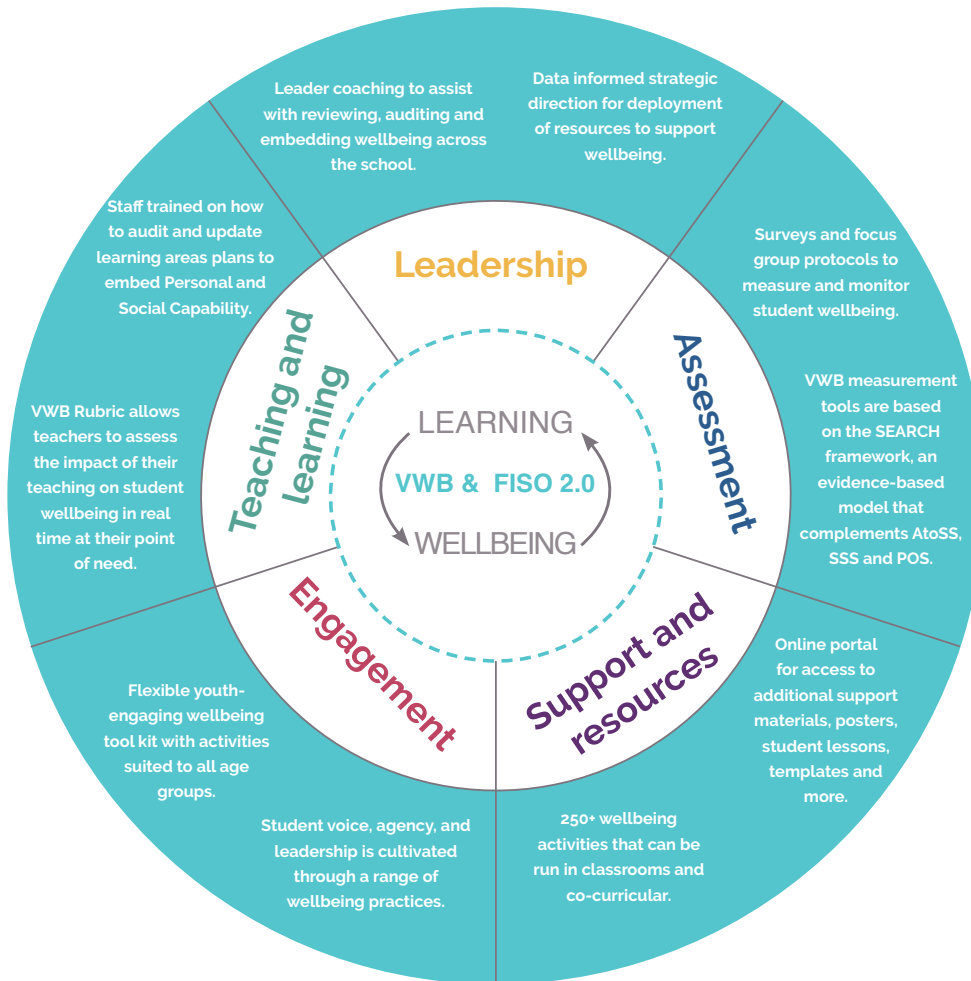 Leader coaching to assist
with reviewing, auditing and
embedding wellbeing across
the school.
Data informed strategic
direction for deployment
of resources to support
wellbeing.
Leadership
Surveys and focus
group protocols to
measure and monitor
student wellbeing.
VWB measurement
tools are based
on the SEARCH
framework, an
evidence-based
model that
complements AtoSS,
SSS and POS.
Assessment
Online portal
for access to
additional support
materials, posters,
student lessons,
templates and
more.
250+ wellbeing
activities that can be
run in classrooms and
co-curricular.
Support and
resources
Flexible youth-
engaging wellbeing
tool kit with activities
suited to all age
groups.
Student voice, agency, and
leadership is cultivated
through a range of
wellbeing practices.
Engagement
Staff trained on how
to audit and update
learning areas plans to
embed Personal and
Social Capability.
VWB Rubric allows
teachers to assess
the impact of their
teaching on student
wellbeing in real
time at their point
of need.
Teaching and
learning
LEARNING
VWB & FISO 2.0
WELLBEING